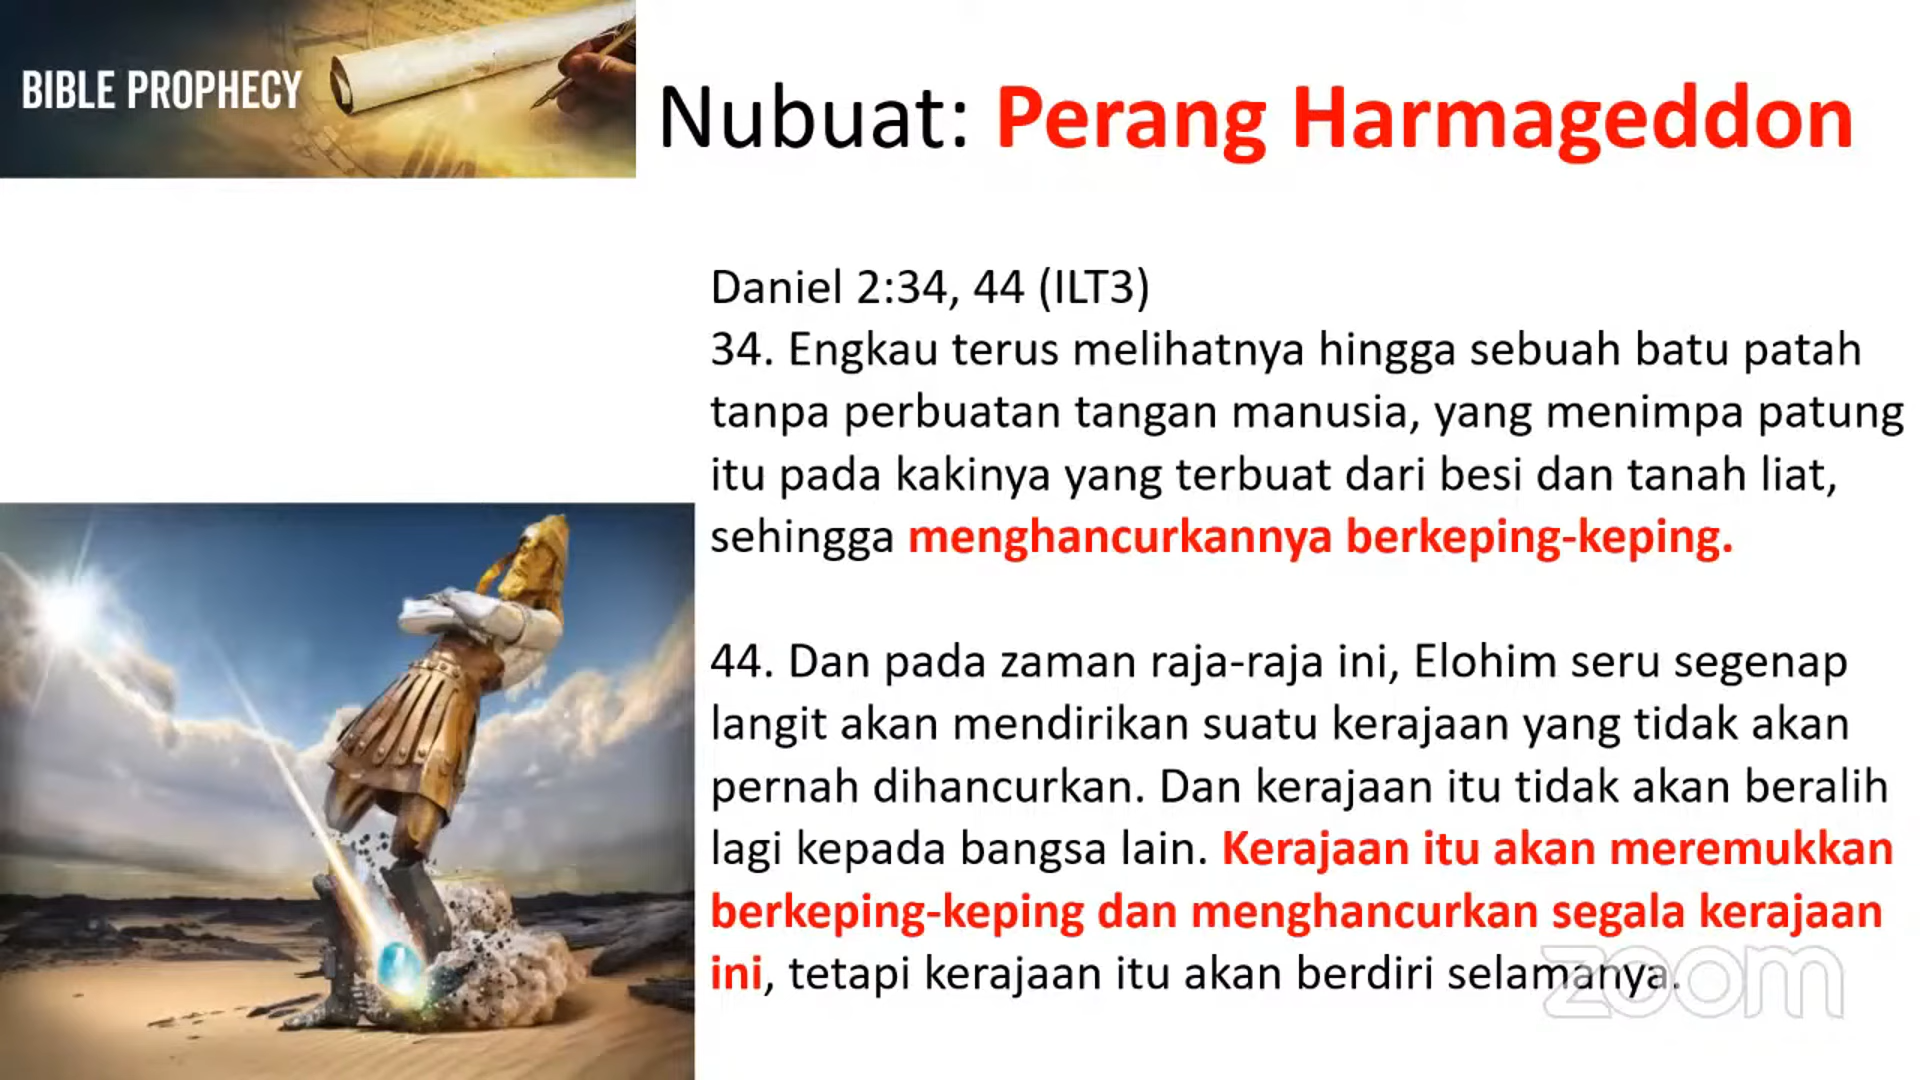 BIBLE PROPHECY
Nubuat: Perang Harmageddon
Daniel 2:34, 44 (ILT3)
34. Engkau terus melihatnya hingga sebuah batu patah
tanpa perbuatan tangan manusia, yang menimpa patung
itu pada kakinya yang terbuat dari besi dan tanah liat,
sehingga menghancurkannya berkeping-keping.
44. Dan pada zaman raja-raja ini, Elohim seru segenap
langit akan mendirikan suatu kerajaan yang tidak akan
pernah dihancurkan. Dan kerajaan itu tidak akan beralih
lagi kepada bangsa lain. Kerajaan itu akan meremukkan
berkeping-keping dan menghancurkan segala kerajaan
ini, tetapi kerajaan itu akan berdiri selamanya.
zoom